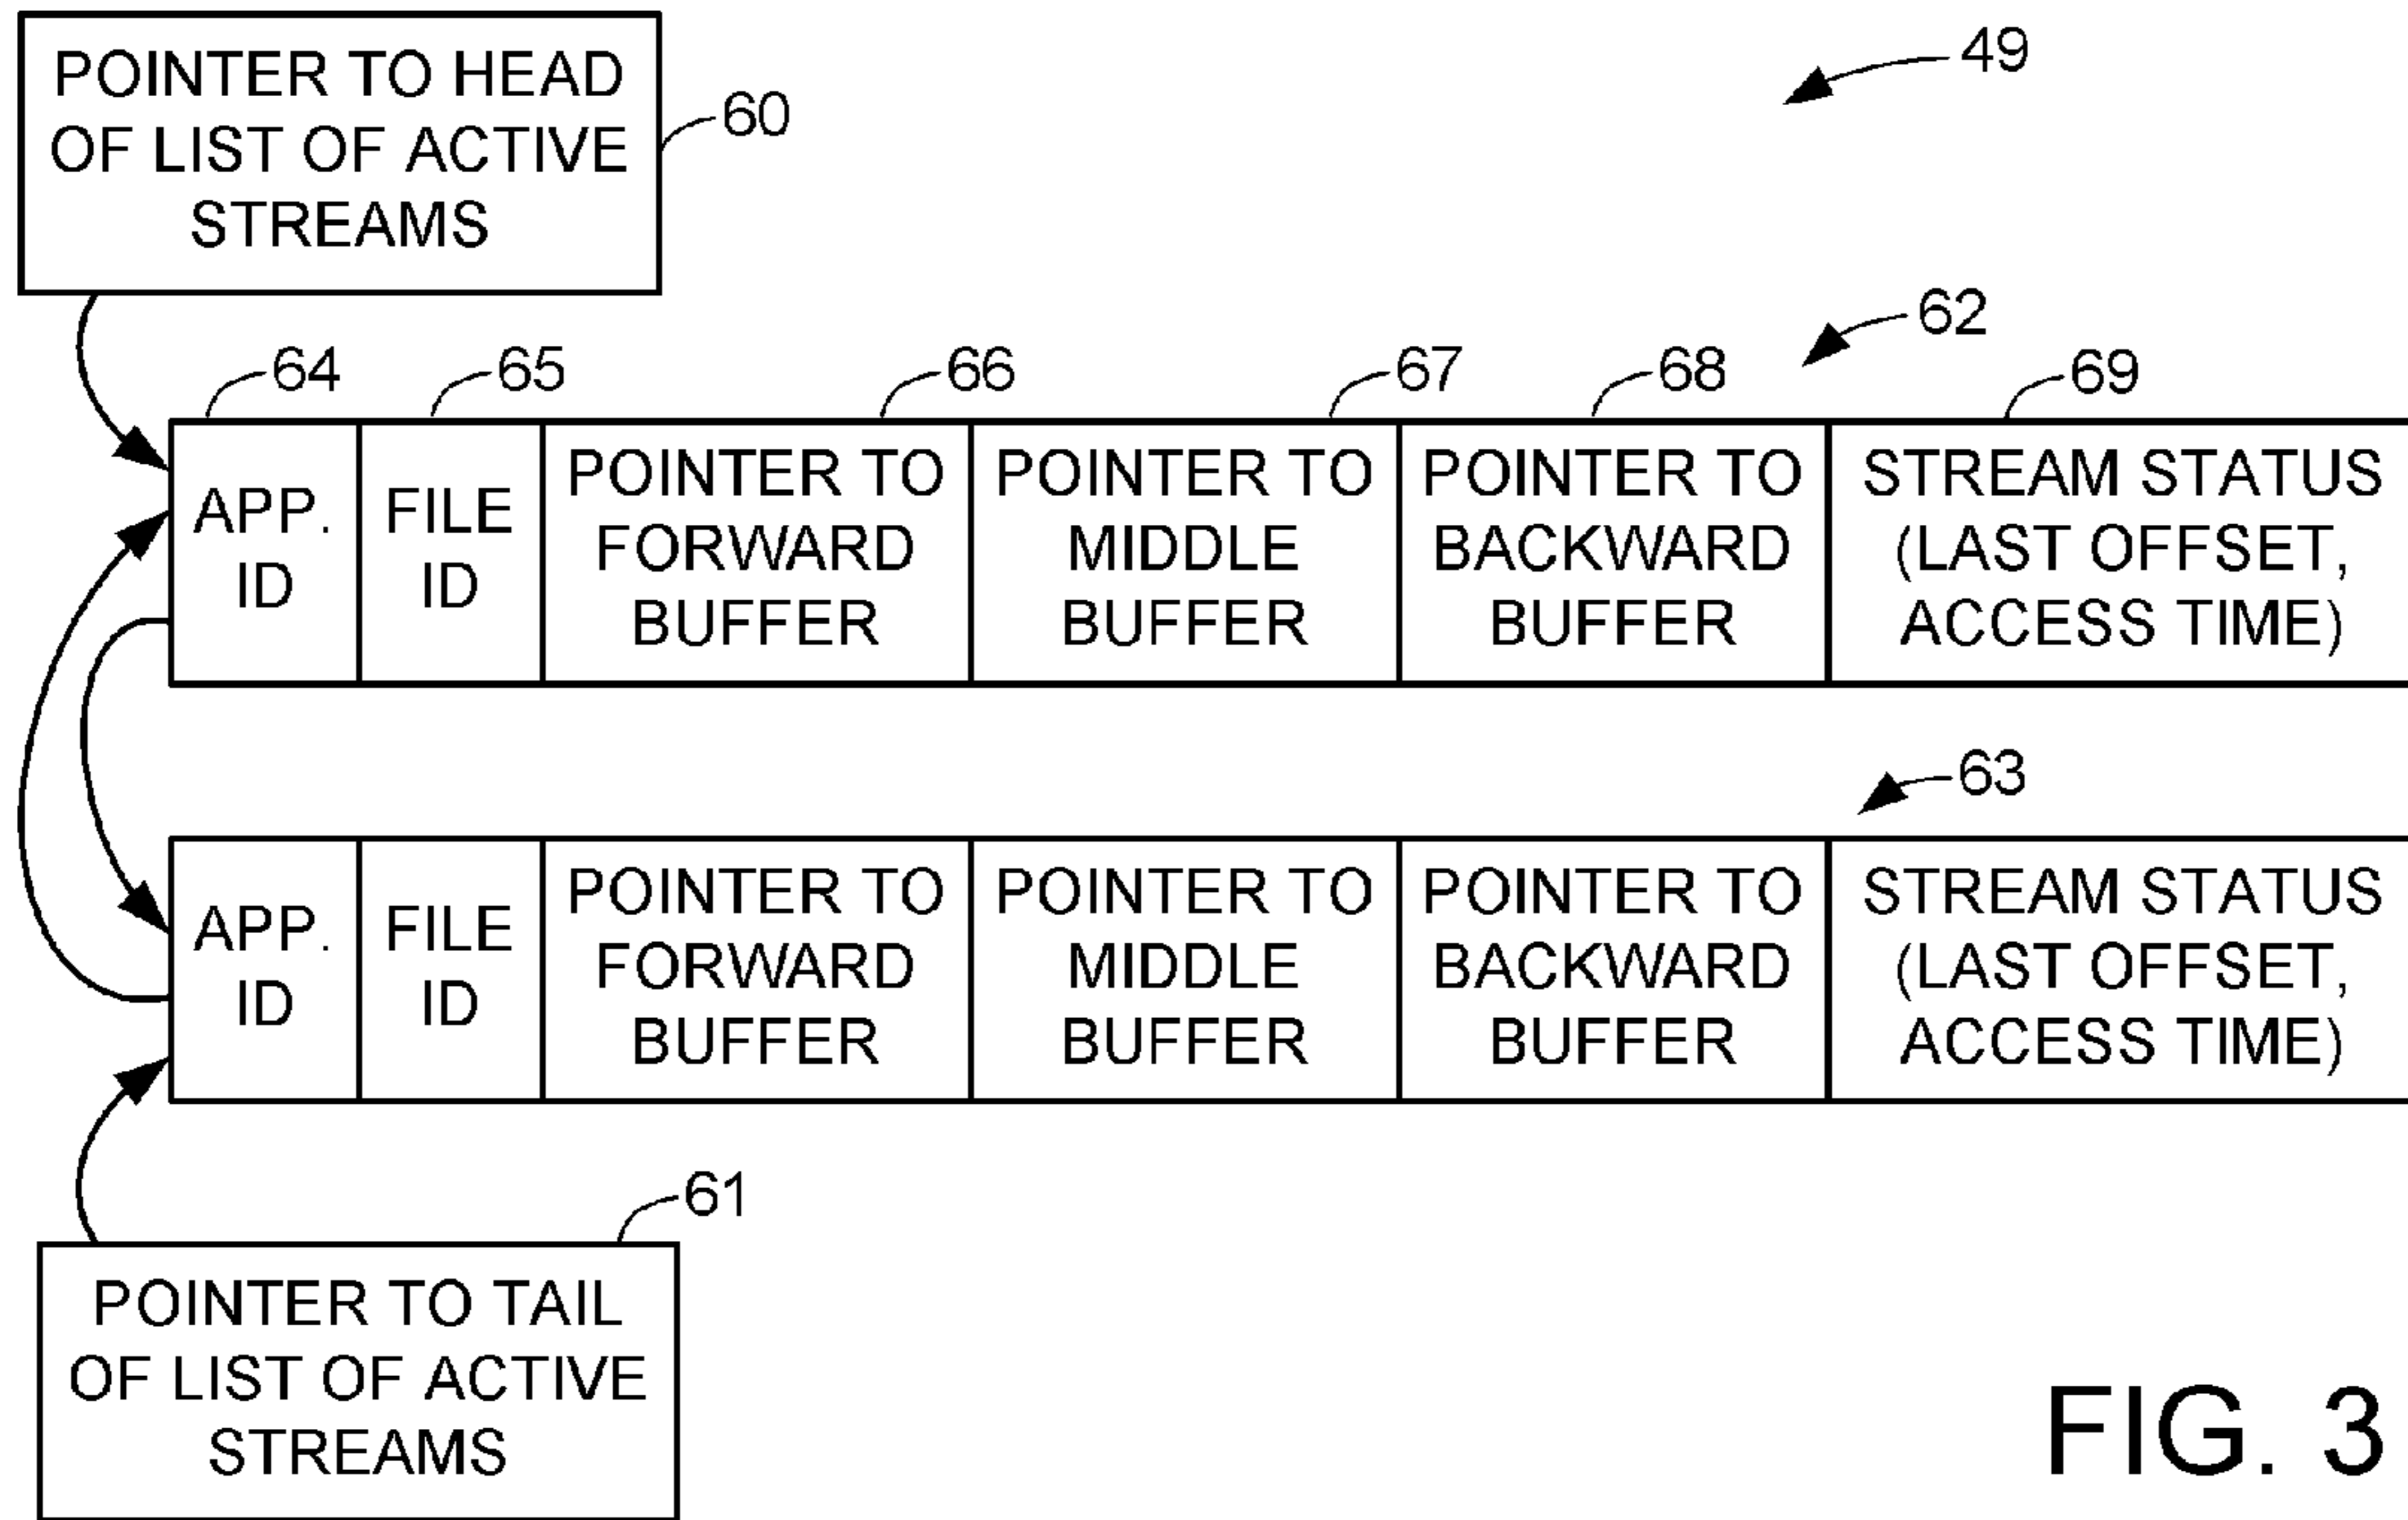 POINTER TO HEAD
OF LIST OF ACTIVE
STREAMS
60
49
62
64
65
66
67
68
69
APP.
ID
FILE
ID
POINTER TO
FORWARD
BUFFER
POINTER TO
MIDDLE
BUFFER
POINTER TO
BACKWARD
BUFFER
STREAM STATUS
(LAST OFFSET,
ACCESS TIME)
63
APP.
ID
FILE
ID
POINTER TO
FORWARD
BUFFER
POINTER TO
MIDDLE
BUFFER
POINTER TO
BACKWARD
BUFFER
STREAM STATUS
(LAST OFFSET,
ACCESS TIME)
61
POINTER TO TAIL
OF LIST OF ACTIVE
STREAMS
FIG. 3